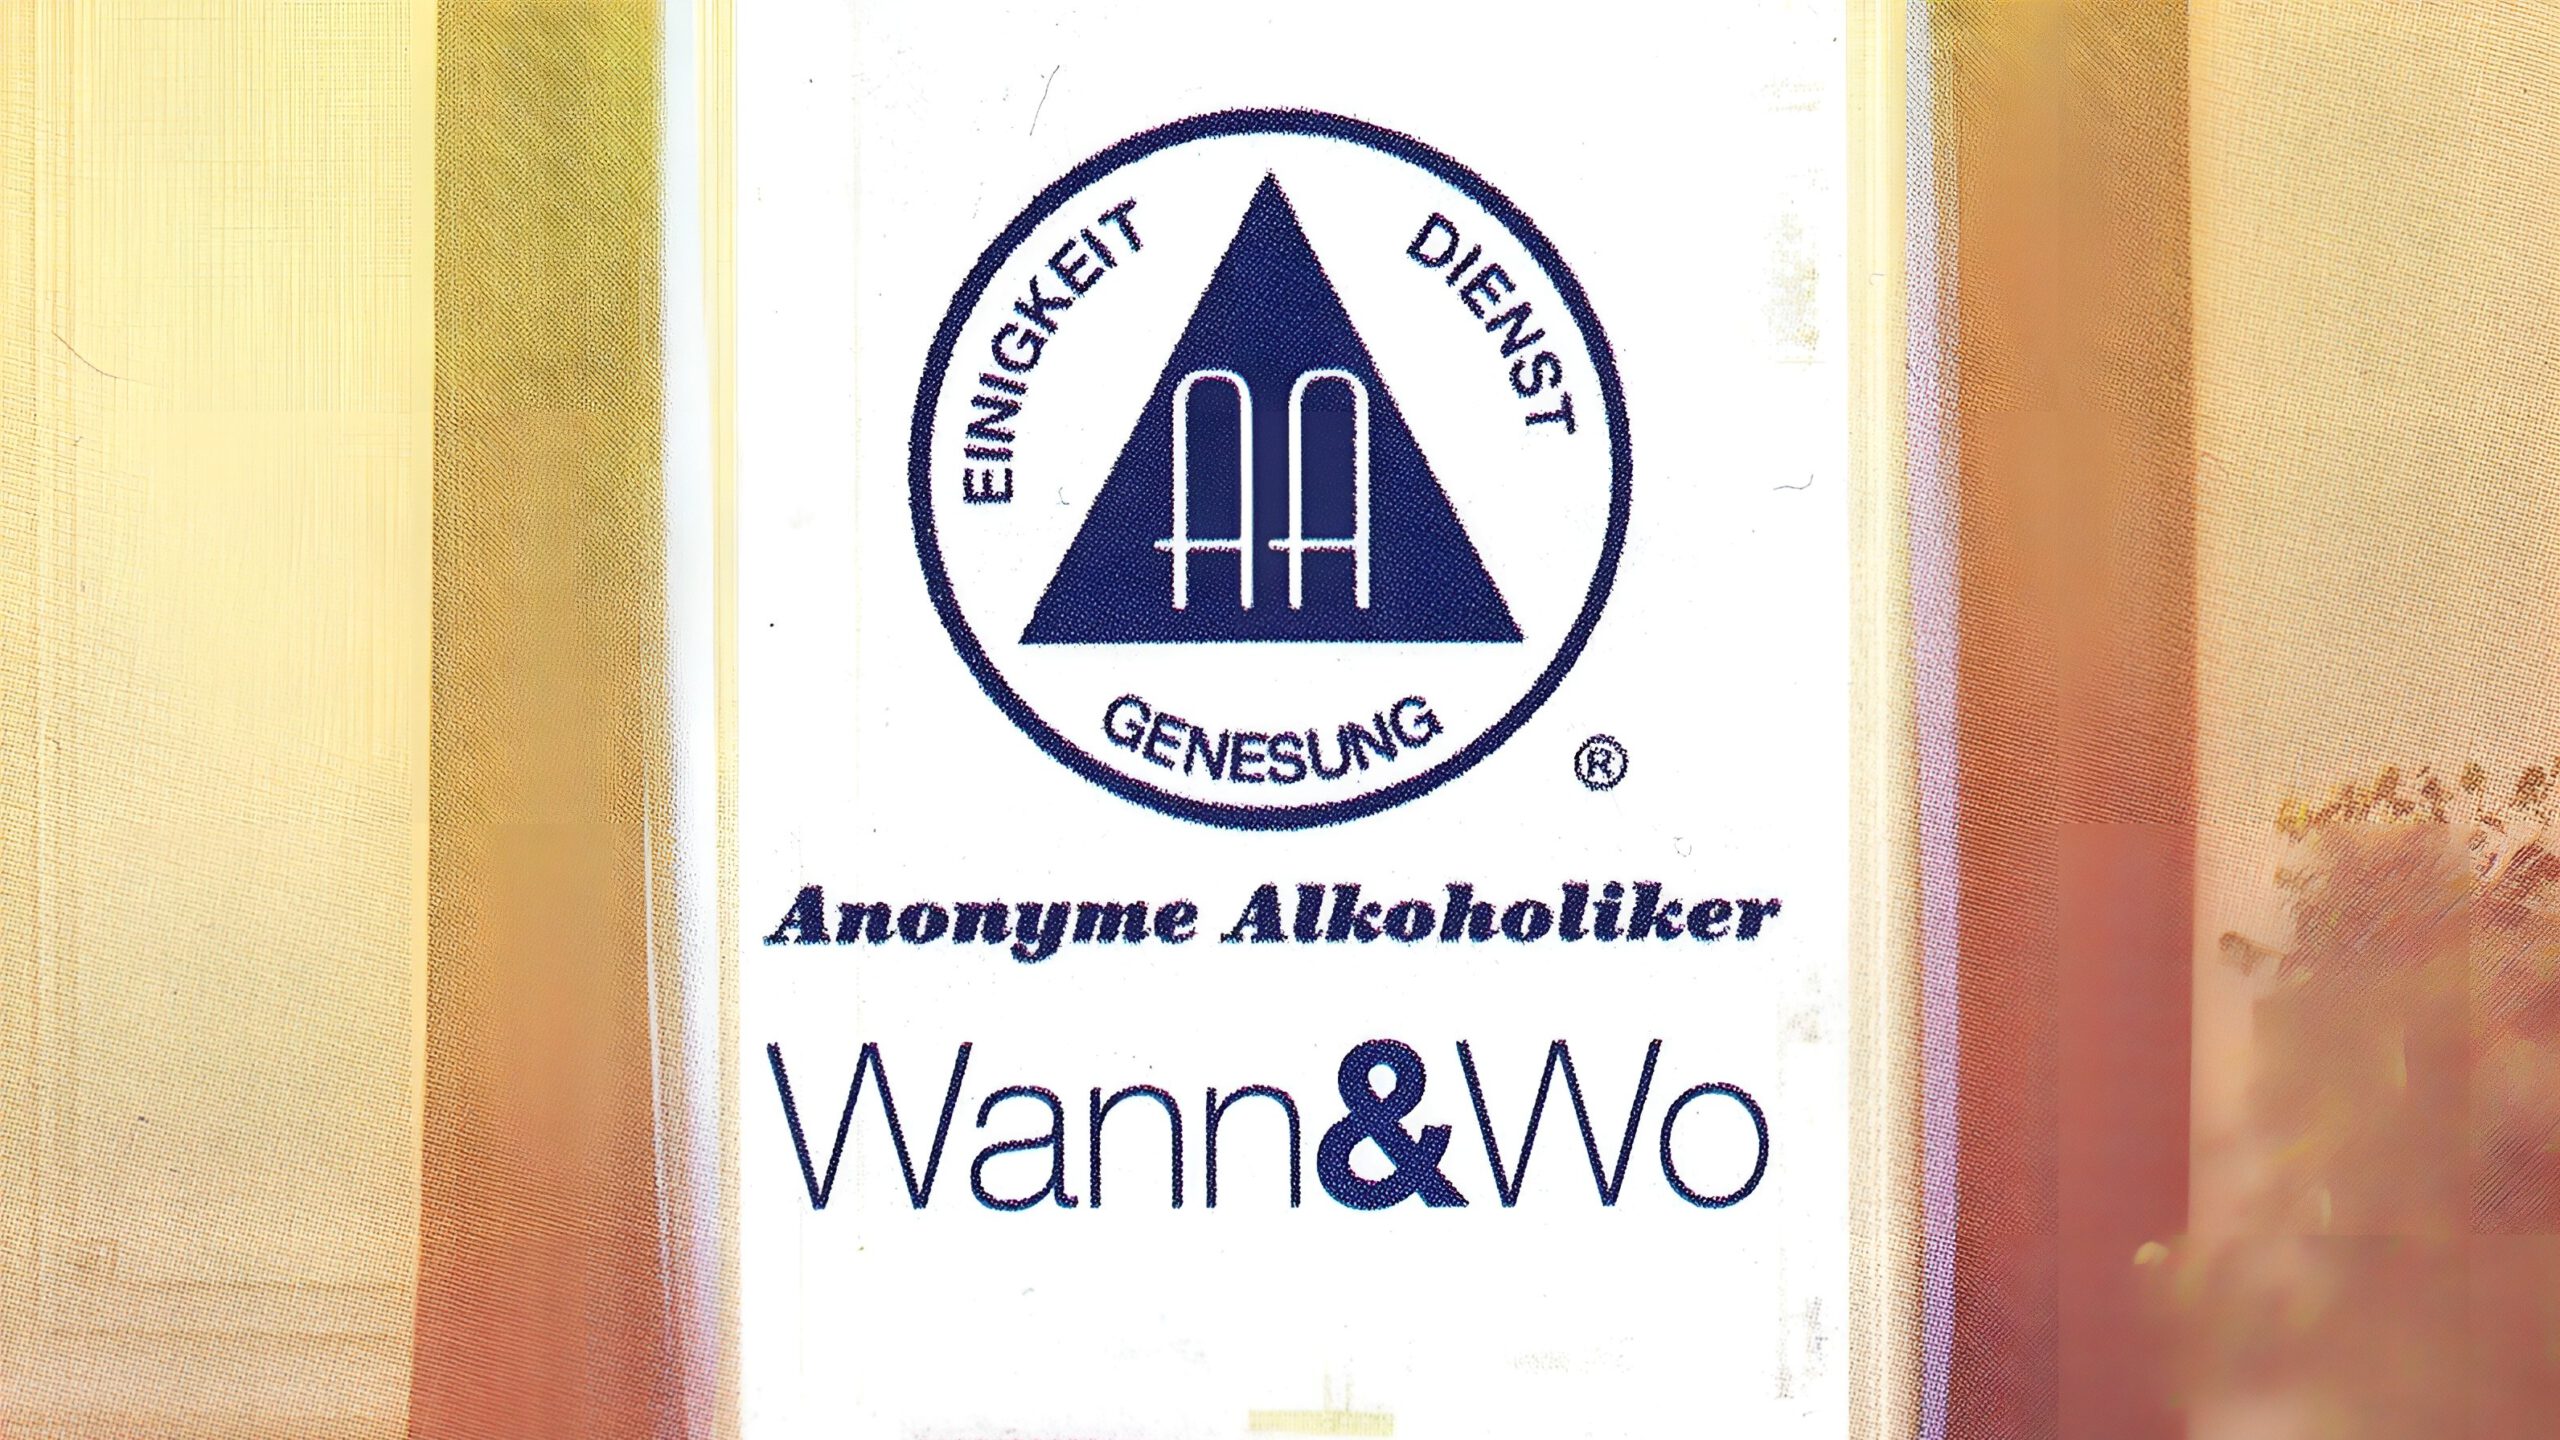 EINIGKEIT
DIENST
AA
GENESUNG
®
Anonyme Alkoholiker
Wann&Wo